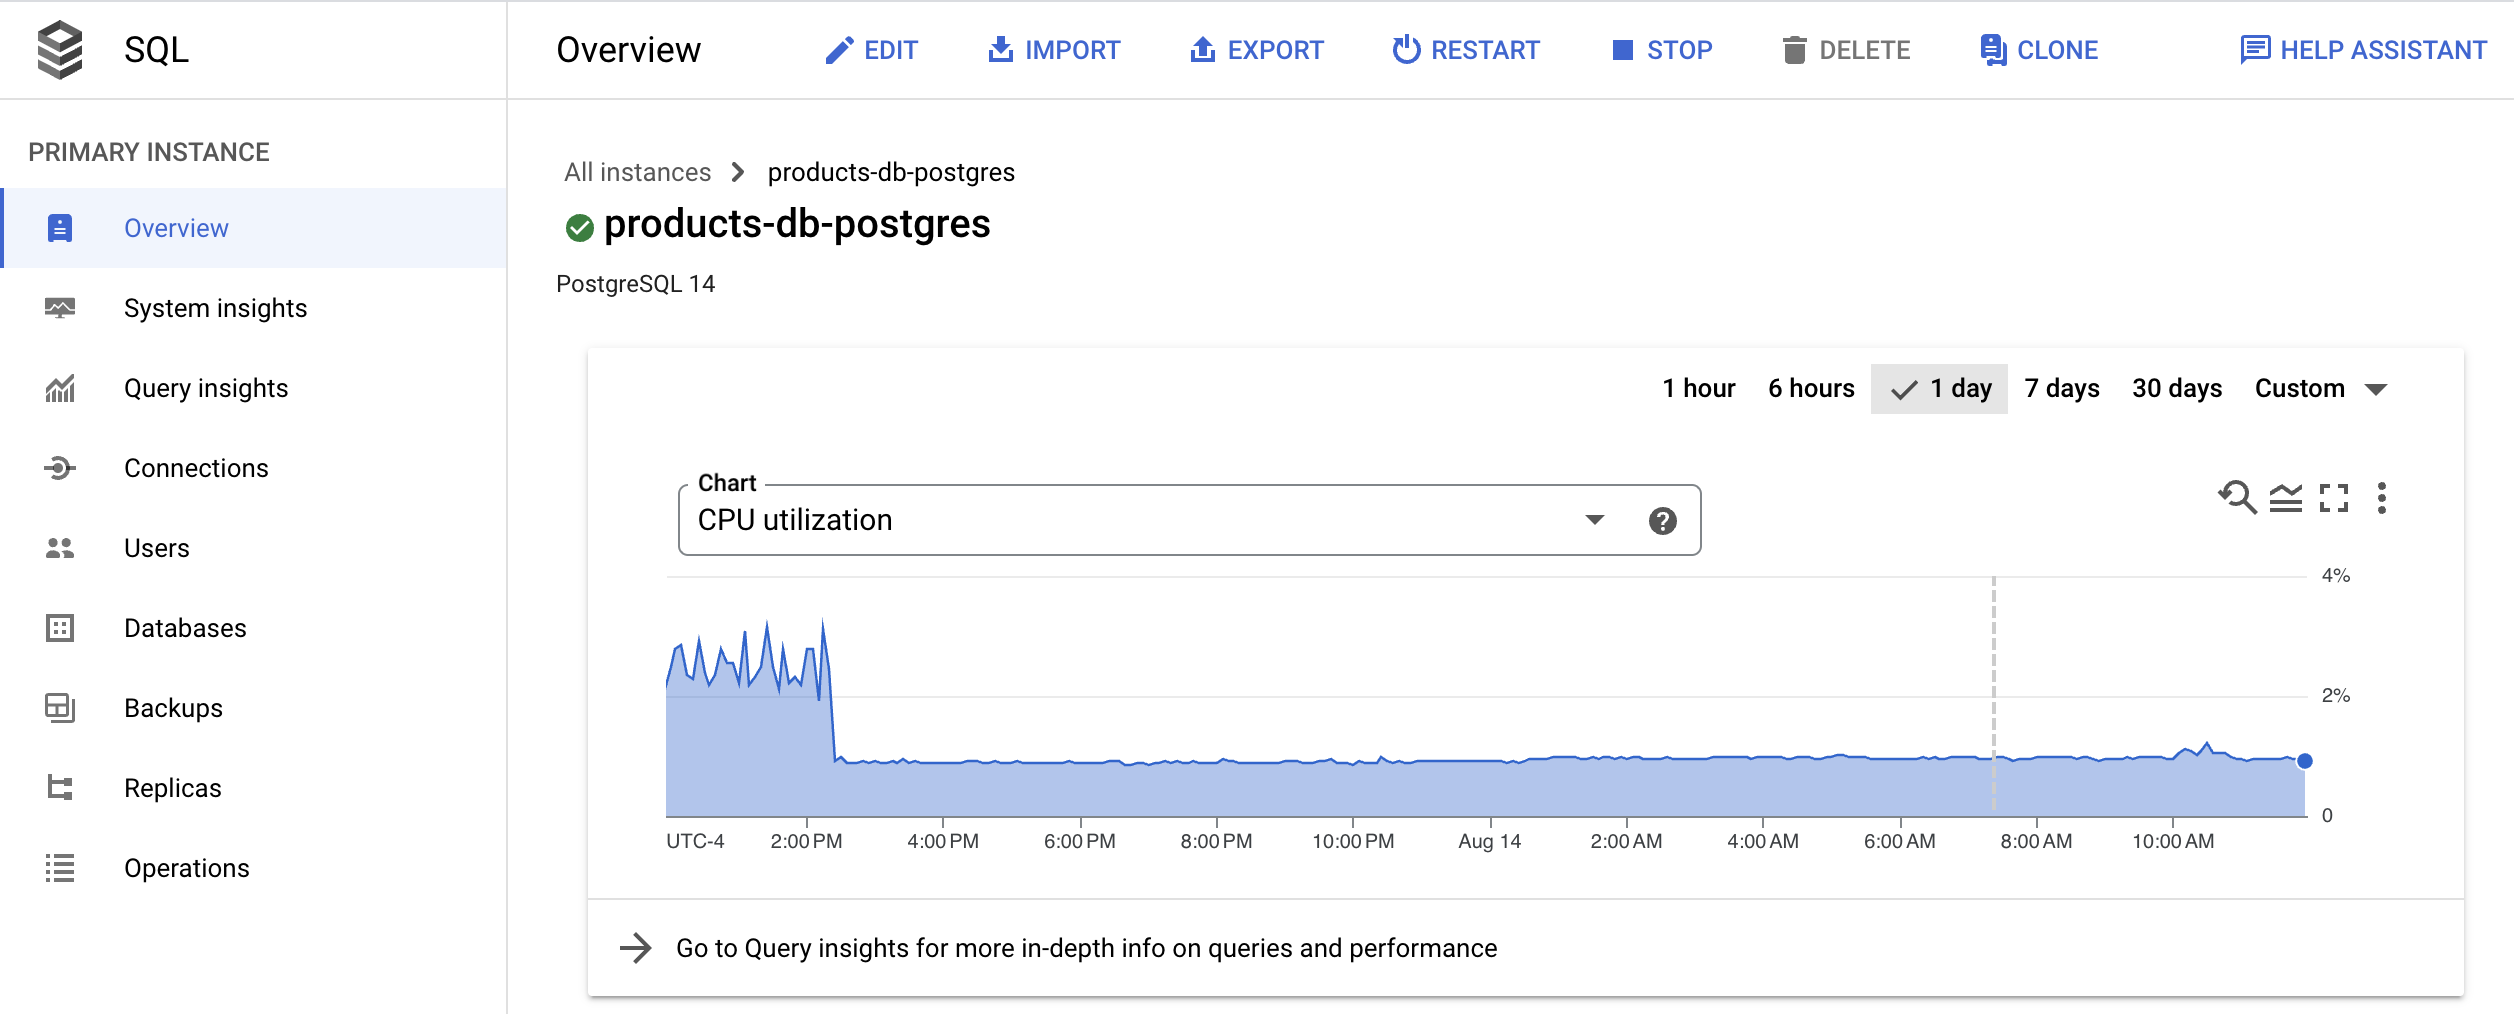 SQL
Overview
EDIT
IMPORT
EXPORT
RESTART
STOP
DELETE
CLONE
HELP ASSISTANT
PRIMARY INSTANCE
Overview
System insights
Query insights
Connections
Users
Databases
Backups
Replicas
Operations
All instances
products-db-postgres
products-db-postgres
PostgreSQL 14
1 hour
6 hours
1 day
7 days
30 days
Custom
Chart
CPU utilization
4%
2%
0
UTC-4
2:00 PM
4:00 PM
6:00 PM
8:00 PM
10:00 PM
Aug 14
2:00 AM
4:00 AM
6:00 AM
8:00 AM
10:00 AM
Go to Query insights for more in-depth info on queries and performance